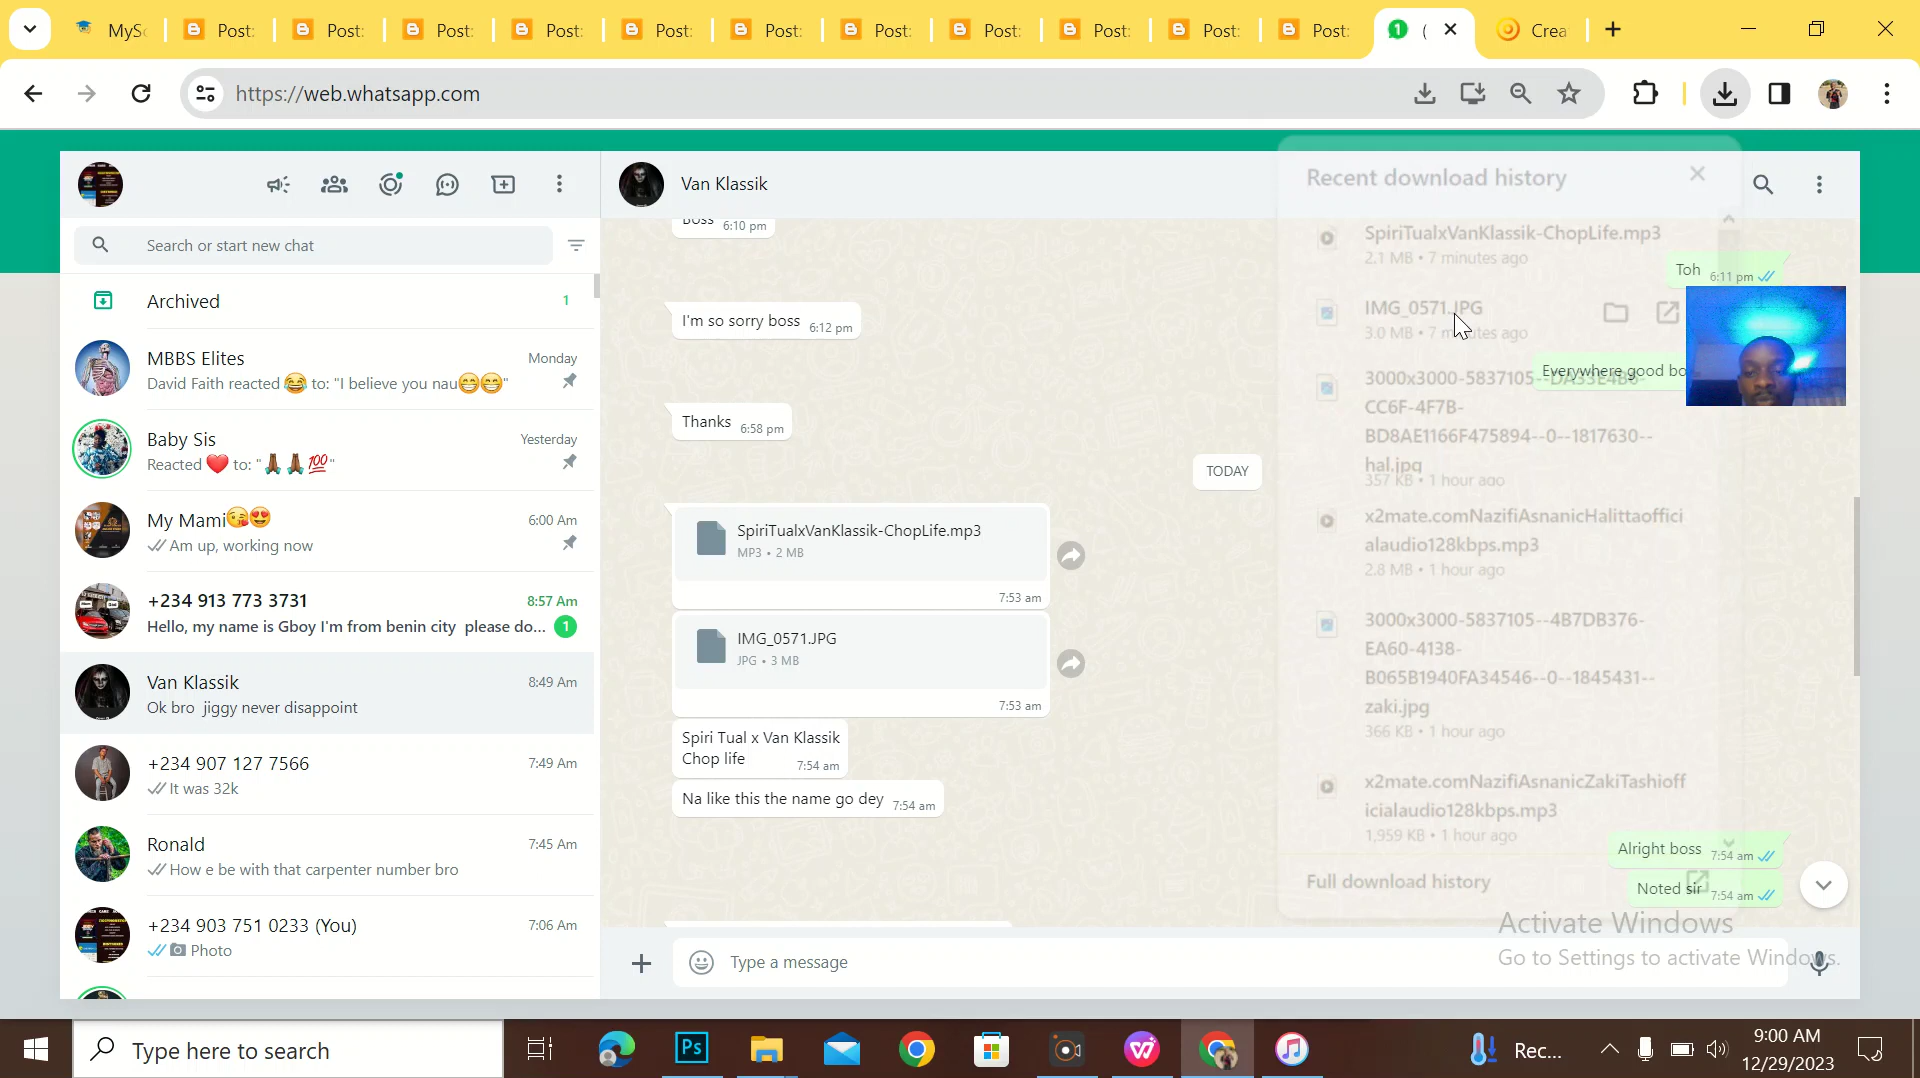 MyS
Post:
Post:
Post:
Post:
Post:
Post:
Post:
Post:
Post:
Post:
Post:
1 (
Crea
https://web.whatsapp.com
Search or start new chat
Archived 1
MBBS Elites Monday
David Faith reacted 😂 to: "I believe you nau😁😁"
Baby Sis Yesterday
Reacted ❤️ to: "🙏🏾🙏🏾💯"
My Mami😘😍 6:00 Am
Am up, working now
+234 913 773 3731 8:57 Am
Hello, my name is Gboy I'm from benin city please do... 1
Van Klassik 8:49 Am
Ok bro jiggy never disappoint
+234 907 127 7566 7:49 Am
It was 32k
Ronald 7:45 Am
How e be with that carpenter number bro
+234 903 751 0233 (You) 7:06 Am
Photo
Van Klassik
Boss 6:10 pm
Toh 6:11 pm
I'm so sorry boss 6:12 pm
Everywhere good bo
Thanks 6:58 pm
TODAY
SpiriTualxVanKlassik-ChopLife.mp3
MP3 • 2 MB
7:53 am
IMG_0571.JPG
JPG • 3 MB
7:53 am
Spiri Tual x Van Klassik
Chop life 7:54 am
Na like this the name go dey 7:54 am
Alright boss 7:54 am
Noted sir 7:54 am
Type a message
Recent download history
SpiriTualxVanKlassik-ChopLife.mp3
2.1 MB • 7 minutes ago
IMG_0571.JPG
3.0 MB • 7 minutes ago
3000x3000-5837105--DA33E4B6-
CC6F-4F7B-
BD8AE1166F475894--0--1817630--
hal.jpg
357 KB • 1 hour ago
x2mate.comNazifiAsnanicHalittaoffici
alaudio128kbps.mp3
2.8 MB • 1 hour ago
3000x3000-5837105--4B7DB376-
EA60-4138-
B065B1940FA34546--0--1845431--
zaki.jpg
366 KB • 1 hour ago
x2mate.comNazifiAsnanicZakiTashioff
icialaudio128kbps.mp3
1,959 KB • 1 hour ago
Full download history
Activate Windows
Go to Settings to activate Windows.
Type here to search
Ps
Rec...
9:00 AM
12/29/2023